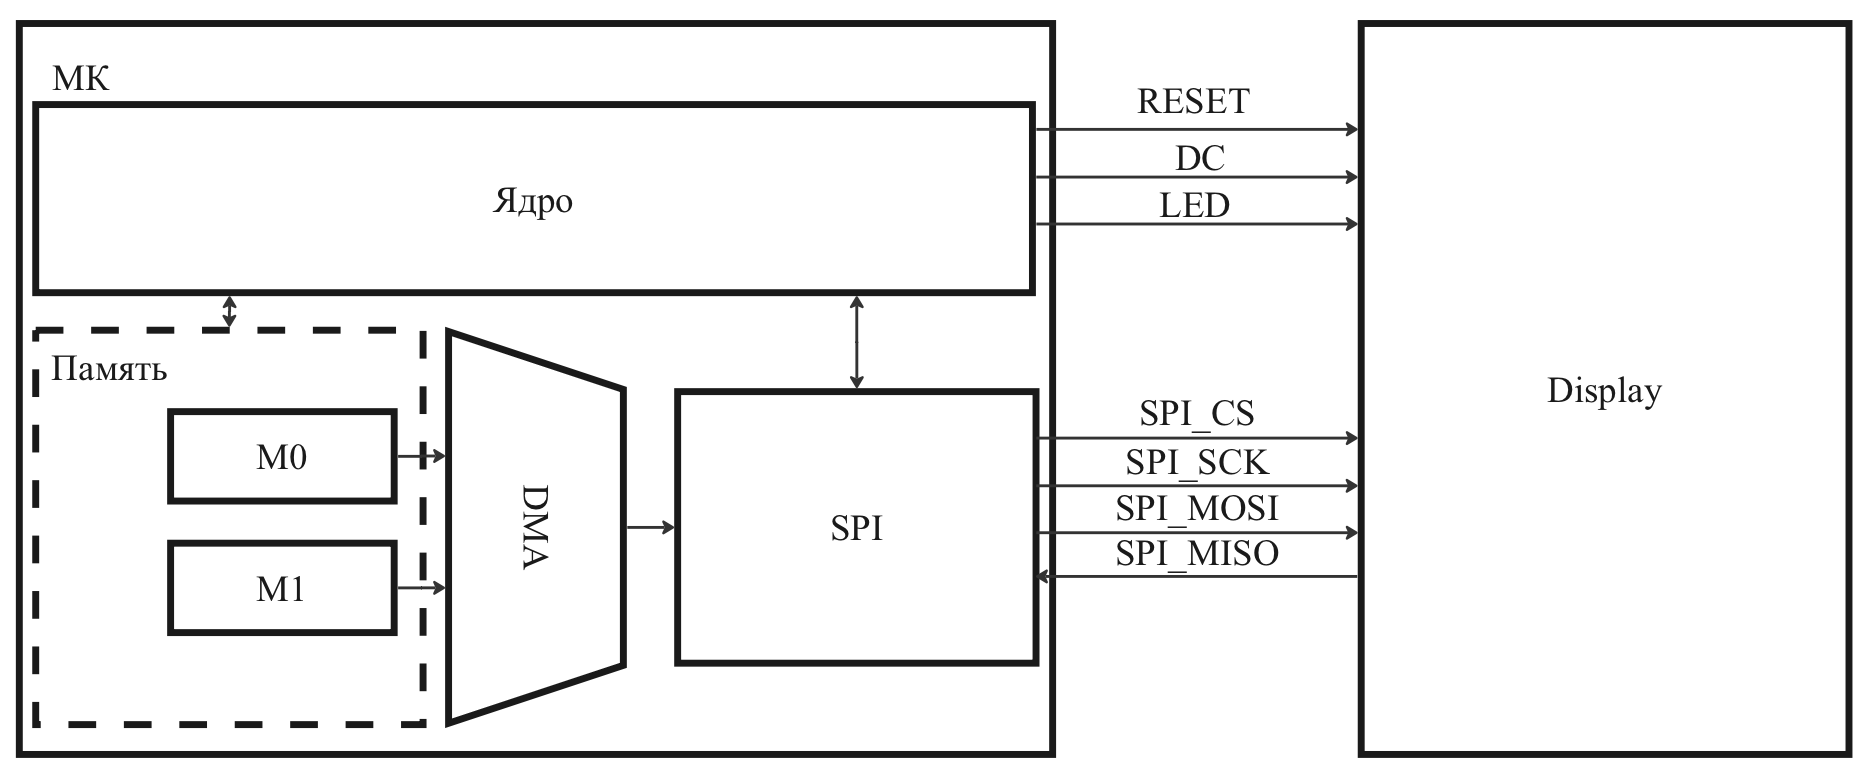 МК
Ядро
RESET
DC
LED
Память
M0
M1
DMA
SPI
SPI_CS
SPI_SCK
SPI_MOSI
SPI_MISO
Display